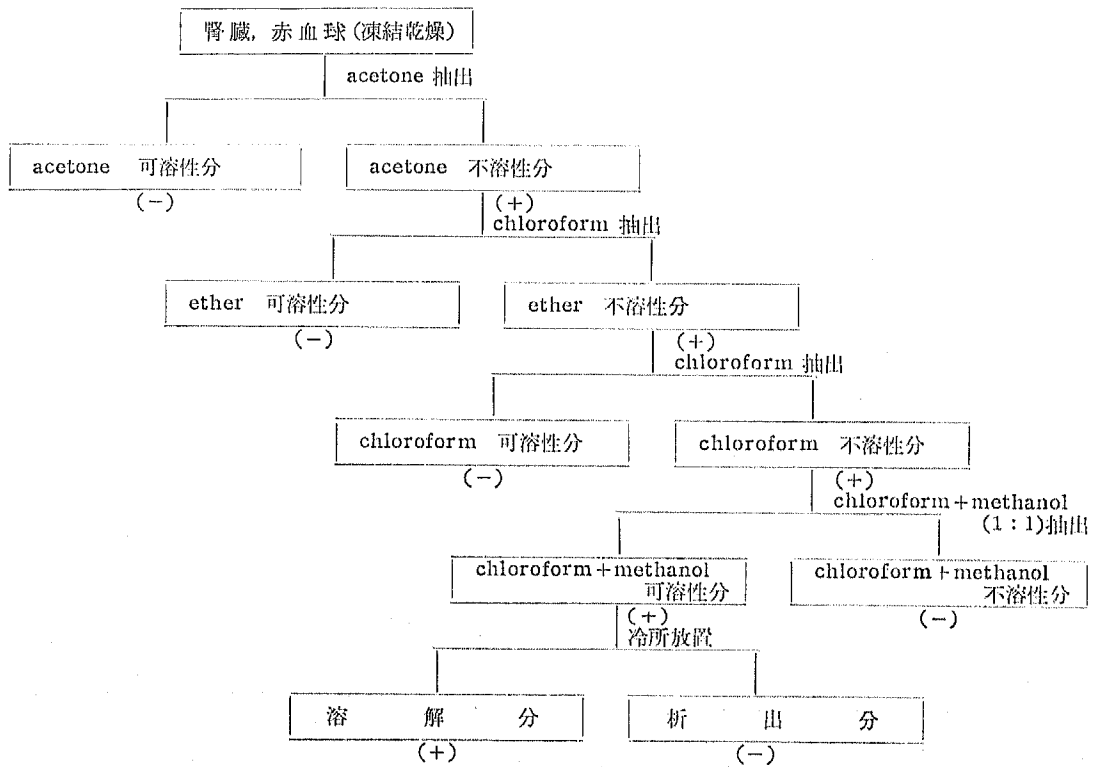 腎臓, 赤血球 (凍結乾燥)
acetone 抽出
acetone 可溶性分
acetone 不溶性分
(-)
(+)
chloroform 抽出
ether 可溶性分
ether 不溶性分
(-)
(+)
chloroform 抽出
chloroform 可溶性分
chloroform 不溶性分
(-)
(+)
chloroform+methanol
(1:1)抽出
chloroform+methanol
可溶性分
chloroform+methanol
不溶性分
(+)
(-)
冷所放置
溶解分
析出分
(+)
(-)